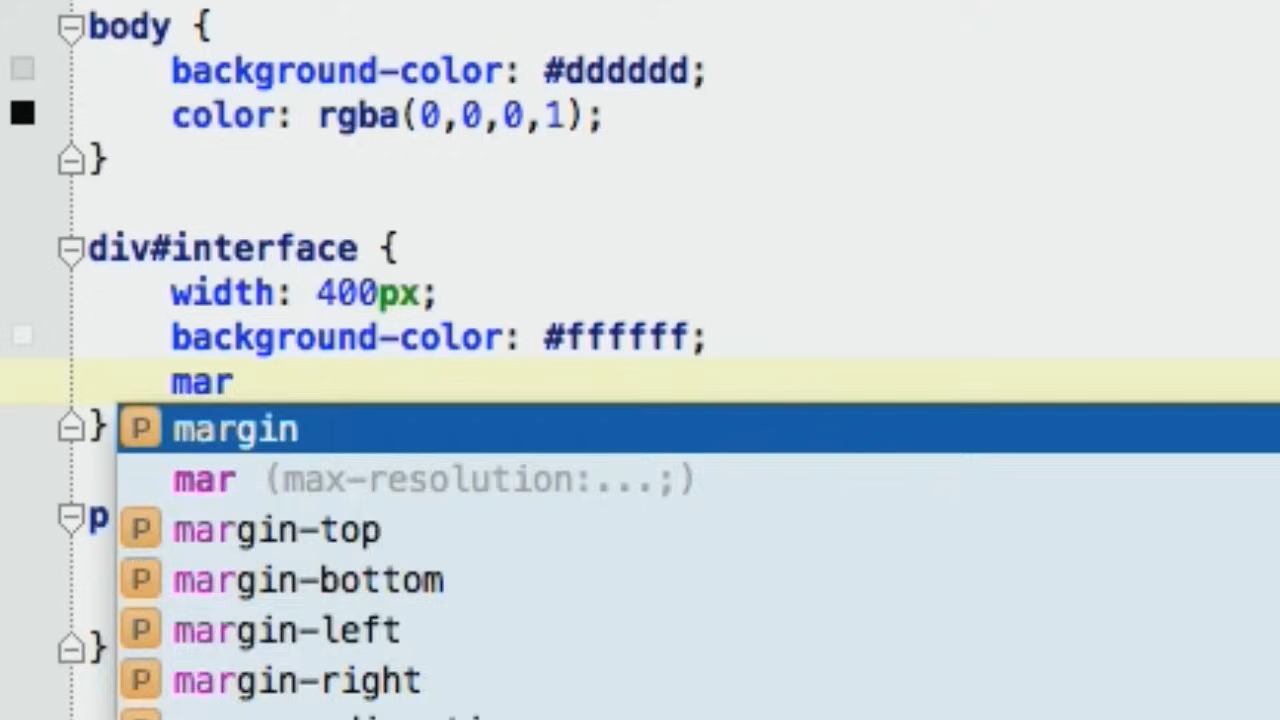 body {
background-color: #dddddd;
color: rgba(0,0,0,1);
}
div#interface {
width: 400px;
background-color: #ffffff;
mar
}
P margin
mar (max-resolution:...;)
p
P margin-top
P margin-bottom
P margin-left
}
P margin-right